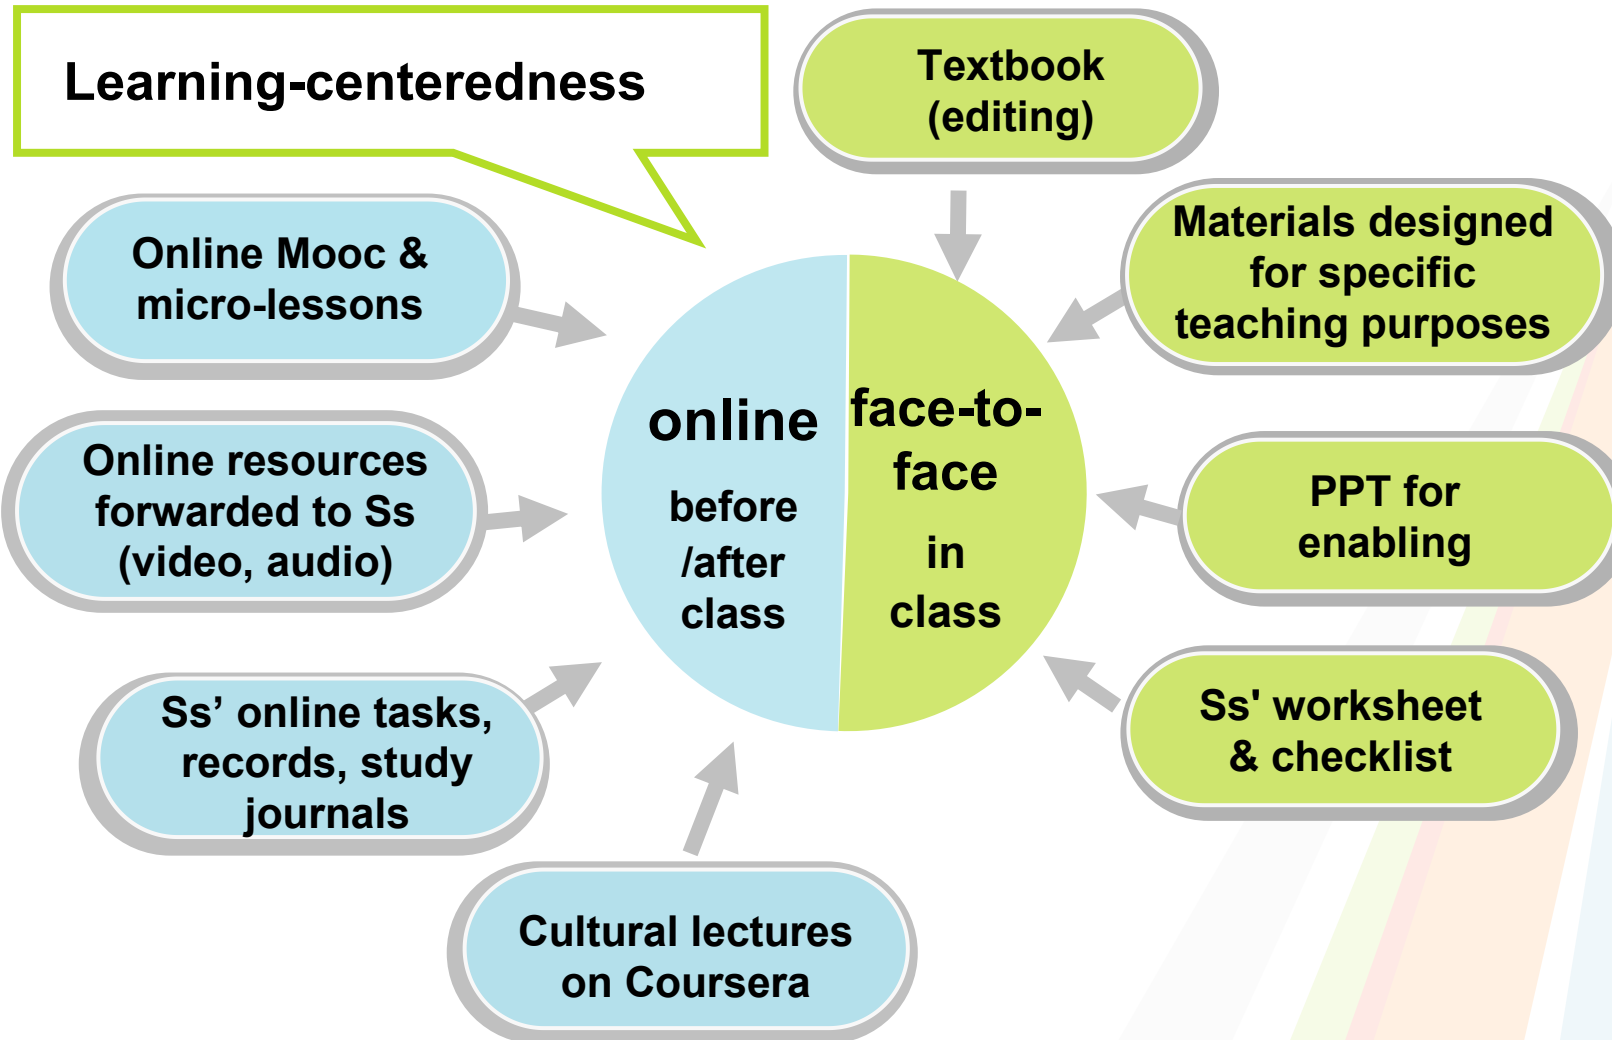 Learning-centeredness
Textbook
(editing)
Online Mooc &
micro-lessons
Materials designed
for specific
teaching purposes
online
before
/after
class
face-to-
face
in
class
Online resources
forwarded to Ss
(video, audio)
PPT for
enabling
Ss’ online tasks,
records, study
journals
Ss' worksheet
& checklist
Cultural lectures
on Coursera